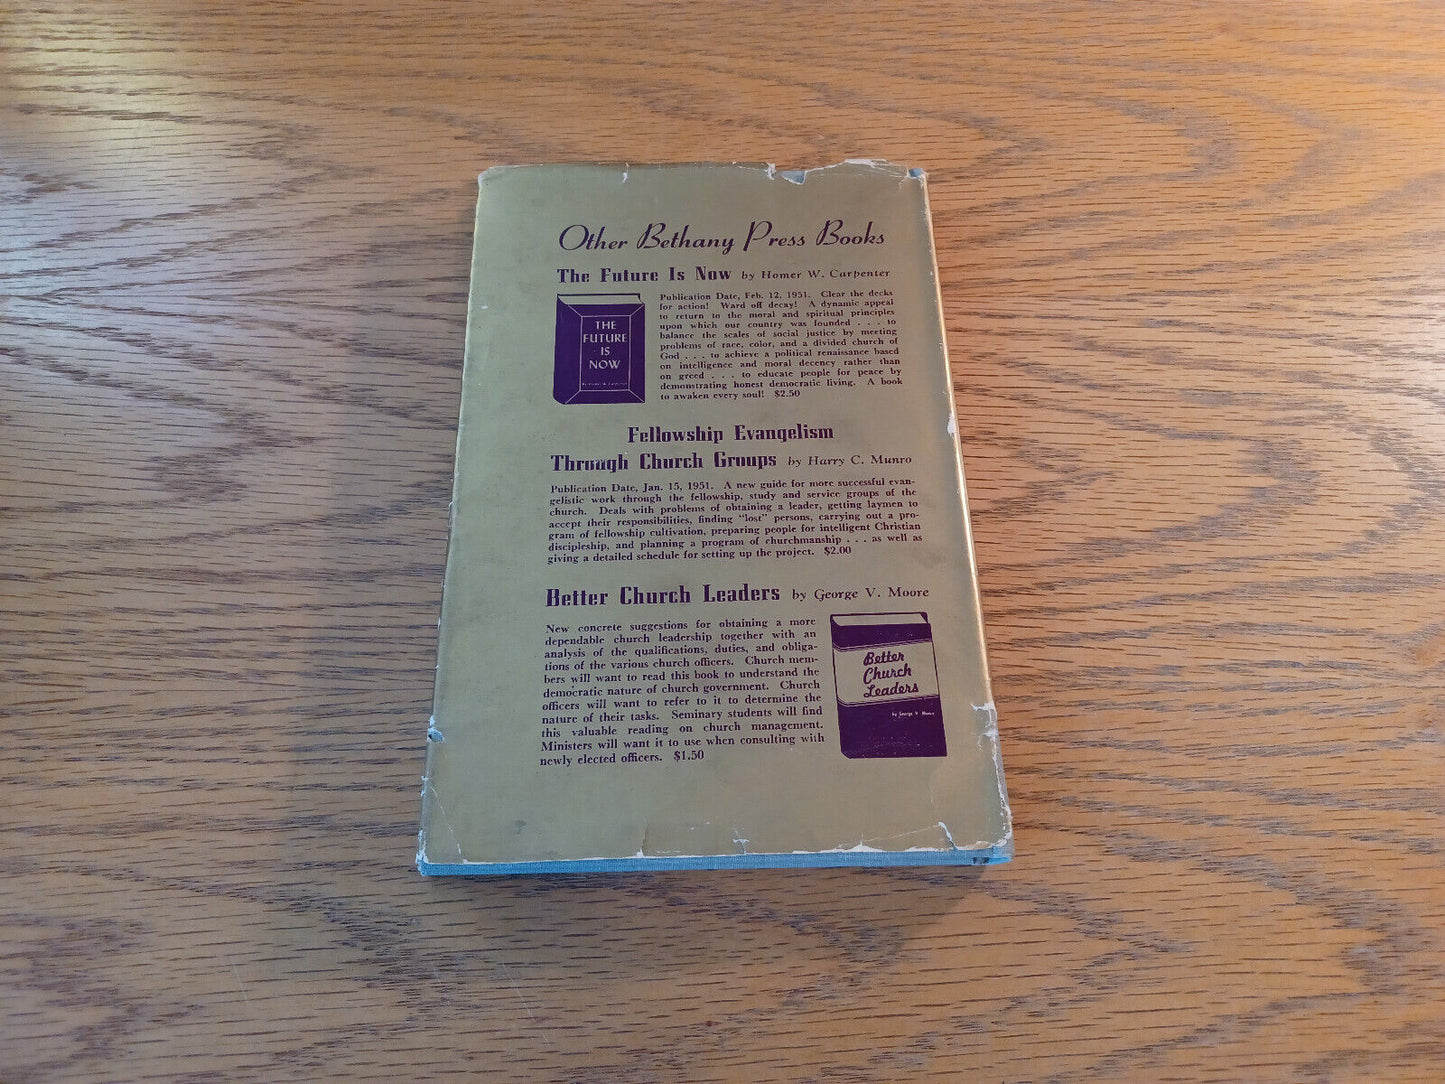 Other Bethany Press Books
The Future Is Now by Homer W. Carpenter
THE
FUTURE
IS
NOW
Publication Date, Feb. 12, 1951. Clear the decks
for action! Ward off decay! A dynamic appeal
to return to the moral and spiritual principles
upon which our country was founded . . . to
balance the scales of social justice by meeting
problems of race, color, and a divided church of
God . . . to achieve a political renaissance based
on intelligence and moral decency rather than
on greed . . . to educate people for peace by
demonstrating honest democratic living. A book
to awaken every soul! $2.50
Fellowship Evangelism
Through Church Groups by Harry C. Munro
Publication Date, Jan. 15, 1951. A new guide for more successful evan-
gelistic work through the fellowship, study and service groups of the
church. Deals with problems of obtaining a leader, getting laymen to
accept their responsibilities, finding "lost" persons, carrying out a pro-
gram of fellowship cultivation, preparing people for intelligent Christian
discipleship, and planning a program of churchmanship . . . as well as
giving a detailed schedule for setting up the project. $2.00
Better Church Leaders by George V. Moore
New concrete suggestions for obtaining a more
dependable church leadership together with an
analysis of the qualifications, duties, and obliga-
tions of the various church officers. Church mem-
bers will want to read this book to understand the
democratic nature of church government. Church
officers will want to refer to it to determine the
nature of their tasks. Seminary students will find
this valuable reading on church management.
Ministers will want it to use when consulting with
newly elected officers. $1.50
Better
Church
Leaders
by George V. Moore